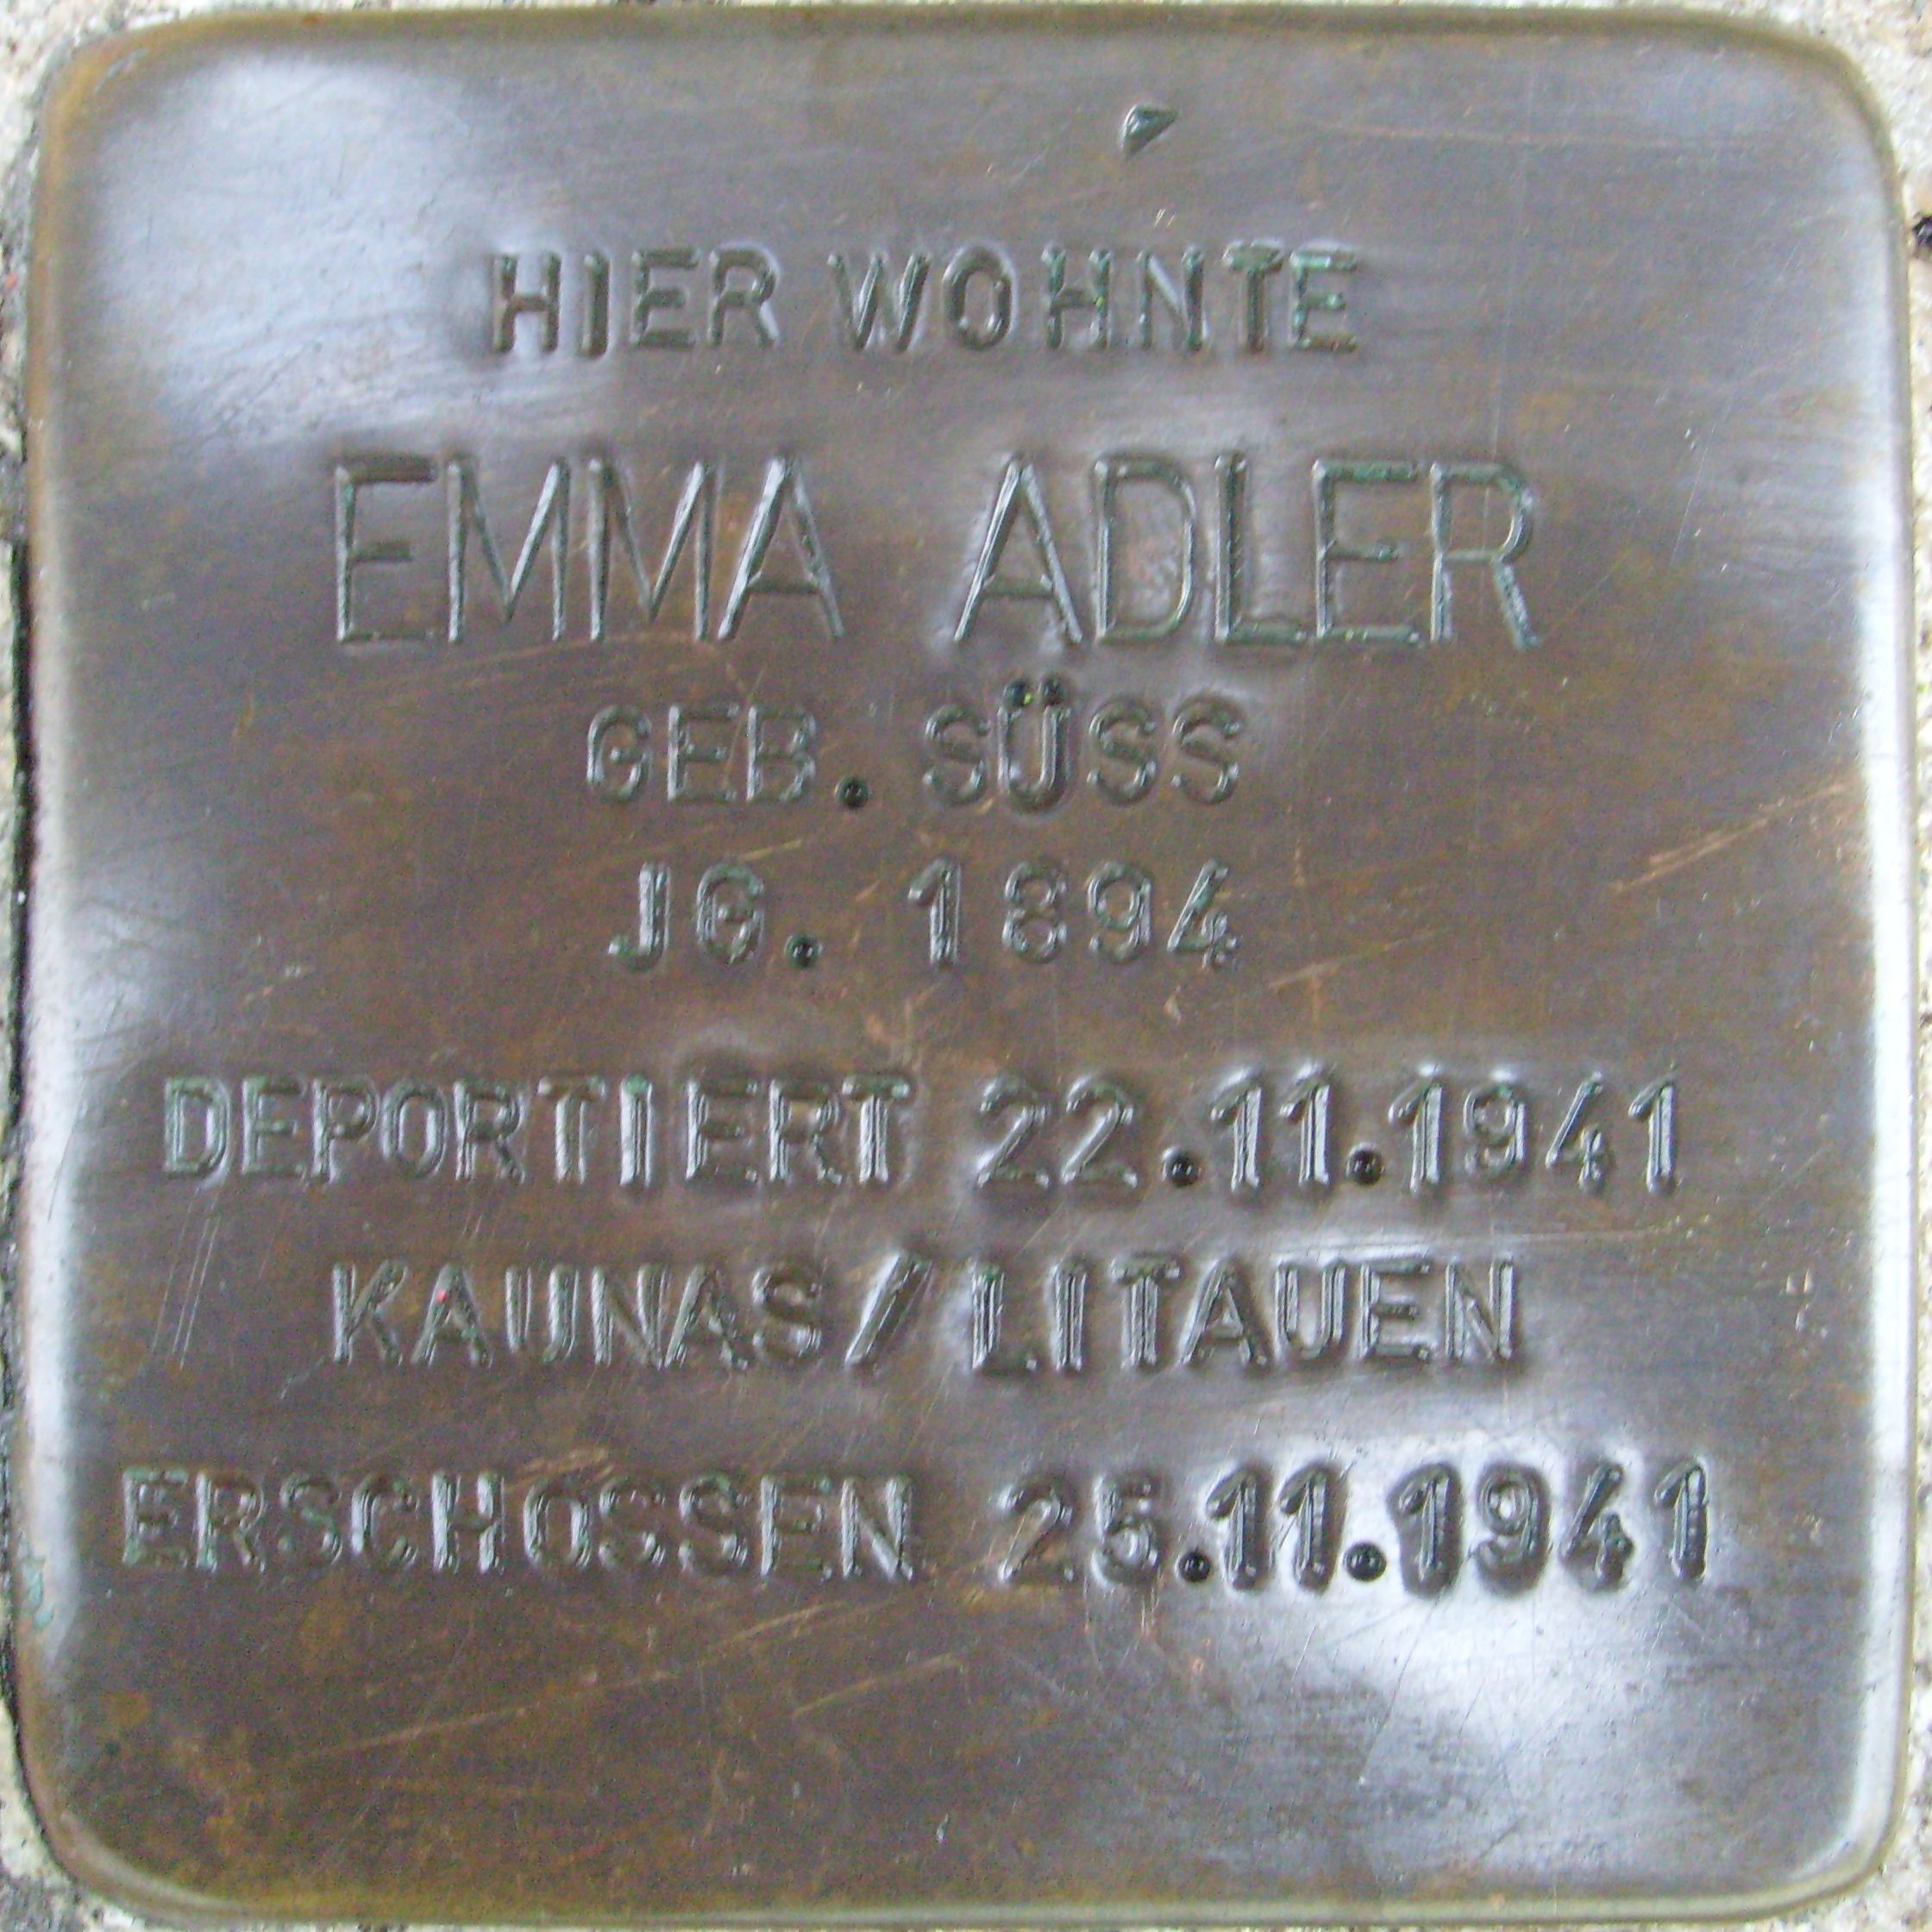 HIER WOHNTE
EMMA ADLER
GEB. SÜSS
JG. 1894
DEPORTIERT 22.11.1941
KAUNAS/LITAUEN
ERSCHOSSEN 25.11.1941